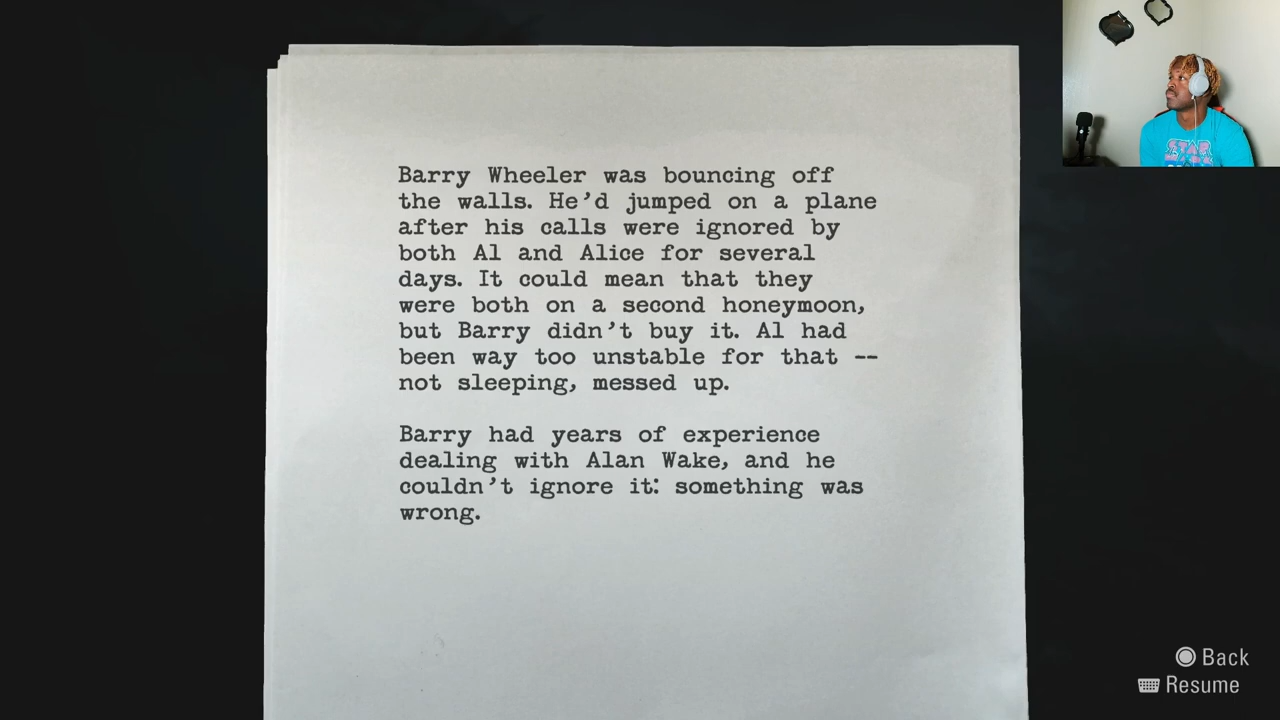 Barry Wheeler was bouncing off
the walls. He'd jumped on a plane
after his calls were ignored by
both Al and Alice for several
days. It could mean that they
were both on a second honeymoon,
but Barry didn't buy it. Al had
been way too unstable for that --
not sleeping, messed up.
Barry had years of experience
dealing with Alan Wake, and he
couldn't ignore it: something was
wrong.
STAR
Back
Resume